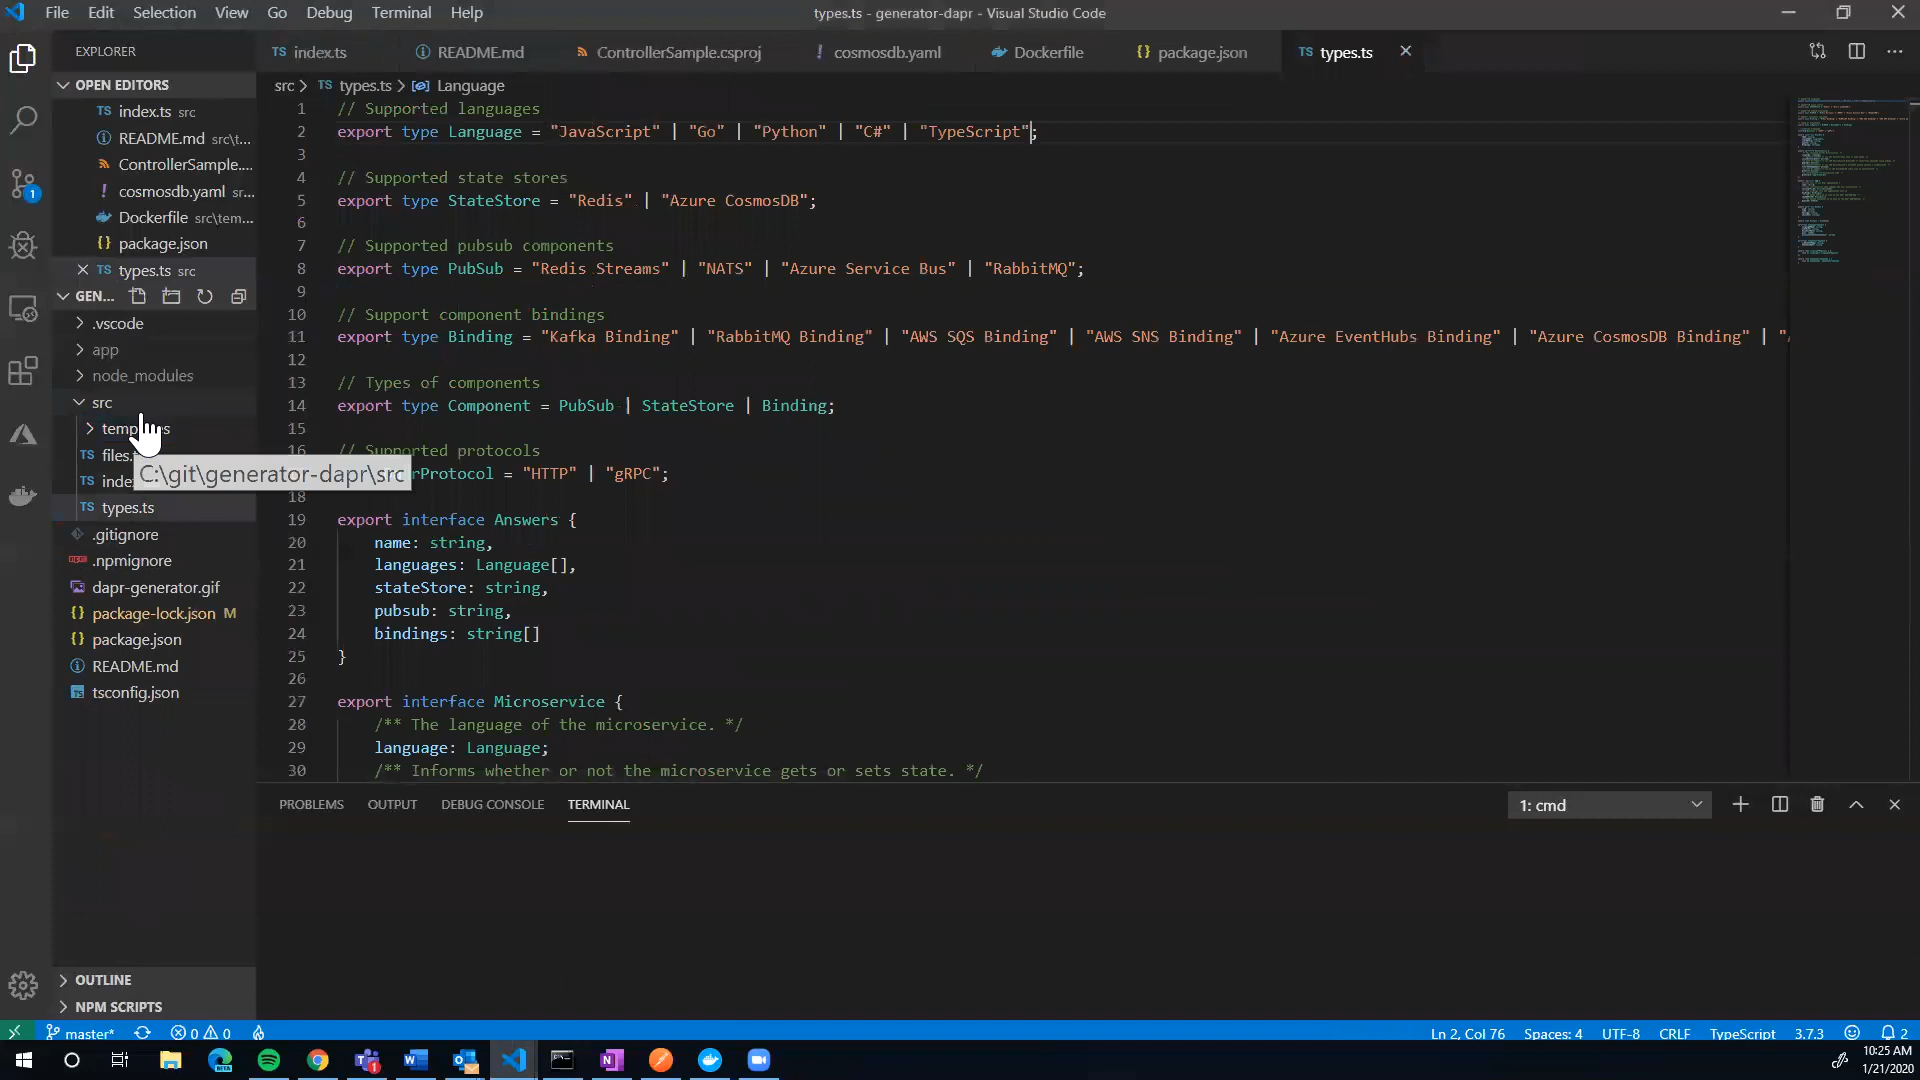 File Edit Selection View Go Debug Terminal Help
types.ts - generator-dapr - Visual Studio Code
EXPLORER
TS index.ts README.md ControllerSample.csproj ! cosmosdb.yaml Dockerfile {} package.json TS types.ts
OPEN EDITORS
TS index.ts src
README.md src\t...
ControllerSample....
! cosmosdb.yaml sr...
Dockerfile src\tem...
{} package.json
TS types.ts src
GEN...
.vscode
app
node_modules
src
TS files.
TS inde
TS types.ts
.gitignore
.npmignore
dapr-generator.gif
{} package-lock.json M
{} package.json
README.md
tsconfig.json
OUTLINE
NPM SCRIPTS
C:\git\generator-dapr\src
src > TS types.ts > Language
1 // Supported languages
2 export type Language = "JavaScript" | "Go" | "Python" | "C#" | "TypeScript";
3
4 // Supported state stores
5 export type StateStore = "Redis" | "Azure CosmosDB";
6
7 // Supported pubsub components
8 export type PubSub = "Redis Streams" | "NATS" | "Azure Service Bus" | "RabbitMQ";
9
10 // Support component bindings
11 export type Binding = "Kafka Binding" | "RabbitMQ Binding" | "AWS SQS Binding" | "AWS SNS Binding" | "Azure EventHubs Binding" | "Azure CosmosDB Binding" | "
12
13 // Types of components
14 export type Component = PubSub | StateStore | Binding;
15
16 // Supported protocols
rProtocol = "HTTP" | "gRPC";
18
19 export interface Answers {
20 name: string,
21 languages: Language[],
22 stateStore: string,
23 pubsub: string,
24 bindings: string[]
25 }
26
27 export interface Microservice {
28 /** The language of the microservice. */
29 language: Language;
30 /** Informs whether or not the microservice gets or sets state. */
PROBLEMS OUTPUT DEBUG CONSOLE TERMINAL
1: cmd
master* 0 0
Ln 2, Col 76 Spaces: 4 UTF-8 CRLF TypeScript 3.7.3 2
10:25 AM
1/21/2020